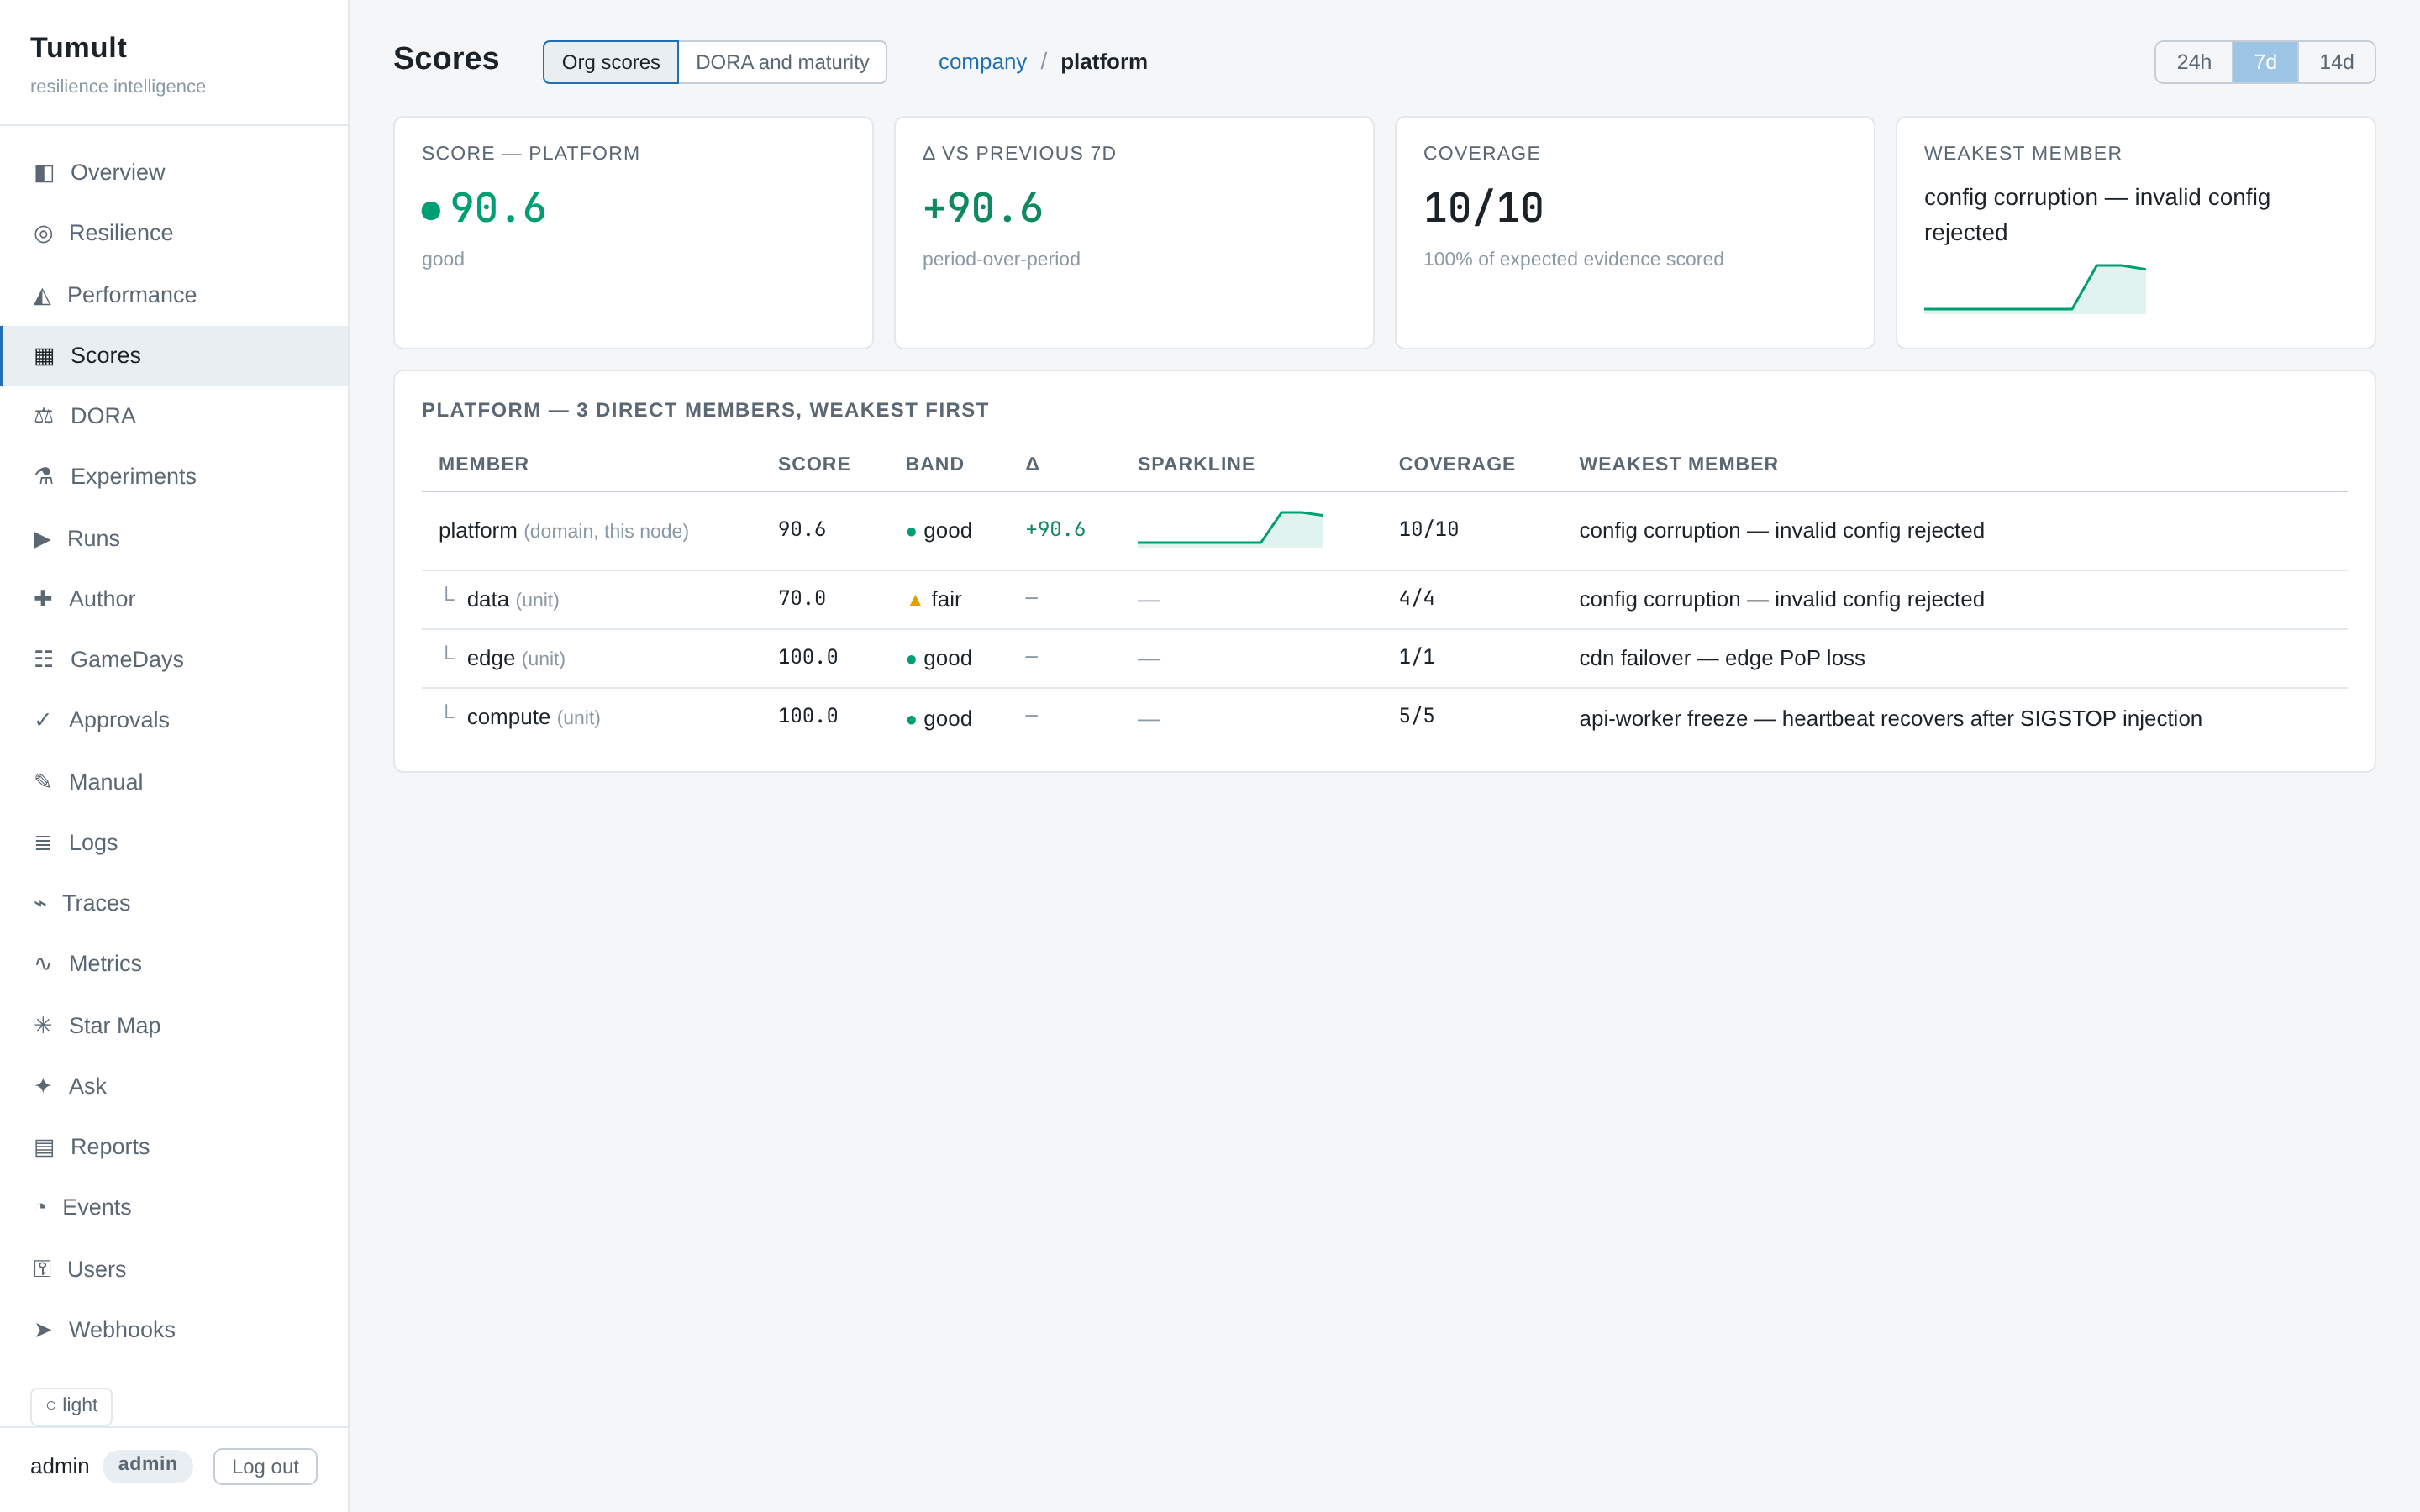 Tumult
resilience intelligence
◧ Overview
◎ Resilience
◭ Performance
▦ Scores
⚖ DORA
⚗ Experiments
▶ Runs
✚ Author
☷ GameDays
✓ Approvals
✎ Manual
≣ Logs
⌁ Traces
∿ Metrics
✳ Star Map
✦ Ask
▤ Reports
◔ Events
⚿ Users
➤ Webhooks
○ light
admin admin Log out
Scores Org scores DORA and maturity company / platform 24h 7d 14d
SCORE — PLATFORM
● 90.6
good
Δ VS PREVIOUS 7D
+90.6
period-over-period
COVERAGE
10/10
100% of expected evidence scored
WEAKEST MEMBER
config corruption — invalid config
rejected
PLATFORM — 3 DIRECT MEMBERS, WEAKEST FIRST
MEMBER SCORE BAND Δ SPARKLINE COVERAGE WEAKEST MEMBER
platform (domain, this node) 90.6 ● good +90.6 10/10 config corruption — invalid config rejected
└ data (unit) 70.0 ▲ fair — — 4/4 config corruption — invalid config rejected
└ edge (unit) 100.0 ● good — — 1/1 cdn failover — edge PoP loss
└ compute (unit) 100.0 ● good — — 5/5 api-worker freeze — heartbeat recovers after SIGSTOP injection